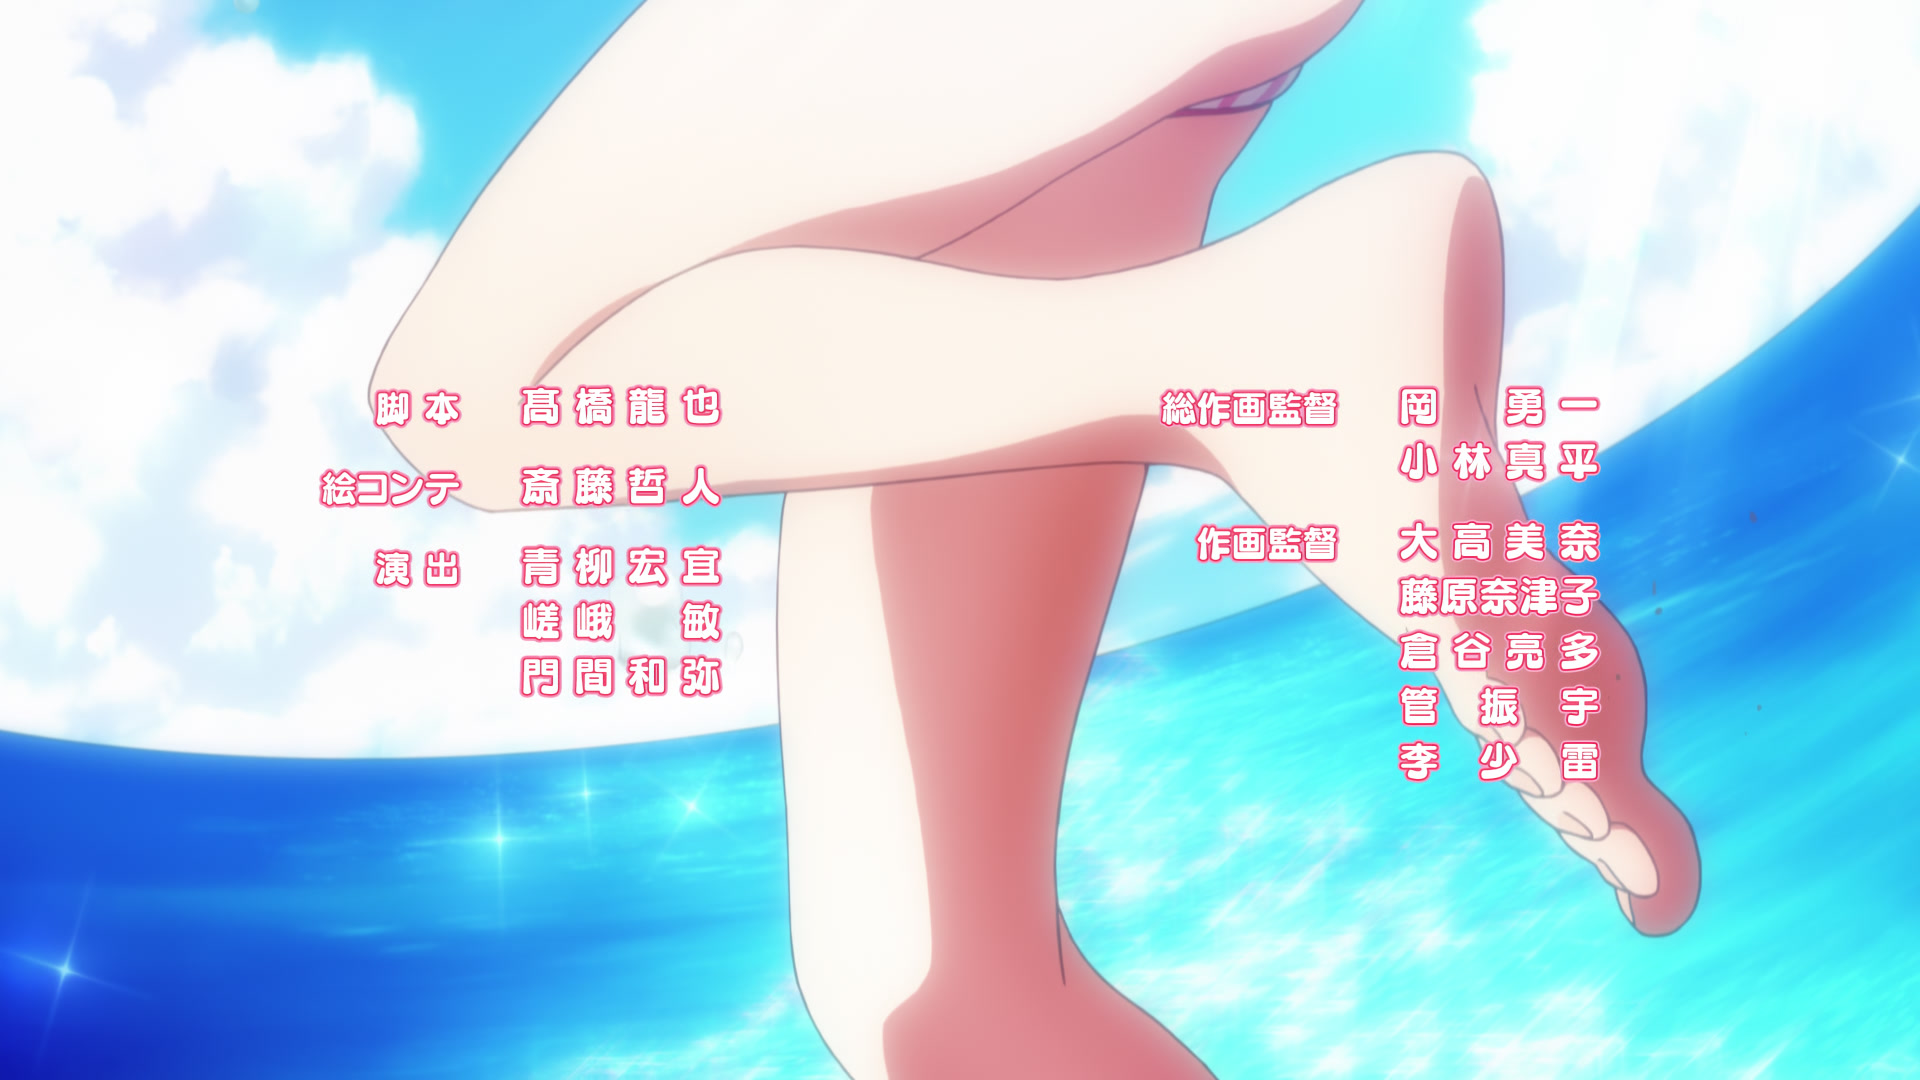 脚本 髙橋龍也
絵コンテ 斎藤哲人
演出 青柳宏宜
嵯峨 敏
門間和弥
総作画監督 岡 勇一
小林真平
作画監督 大高美奈
藤原奈津子
倉谷亮多
管 振宇
李 少雷